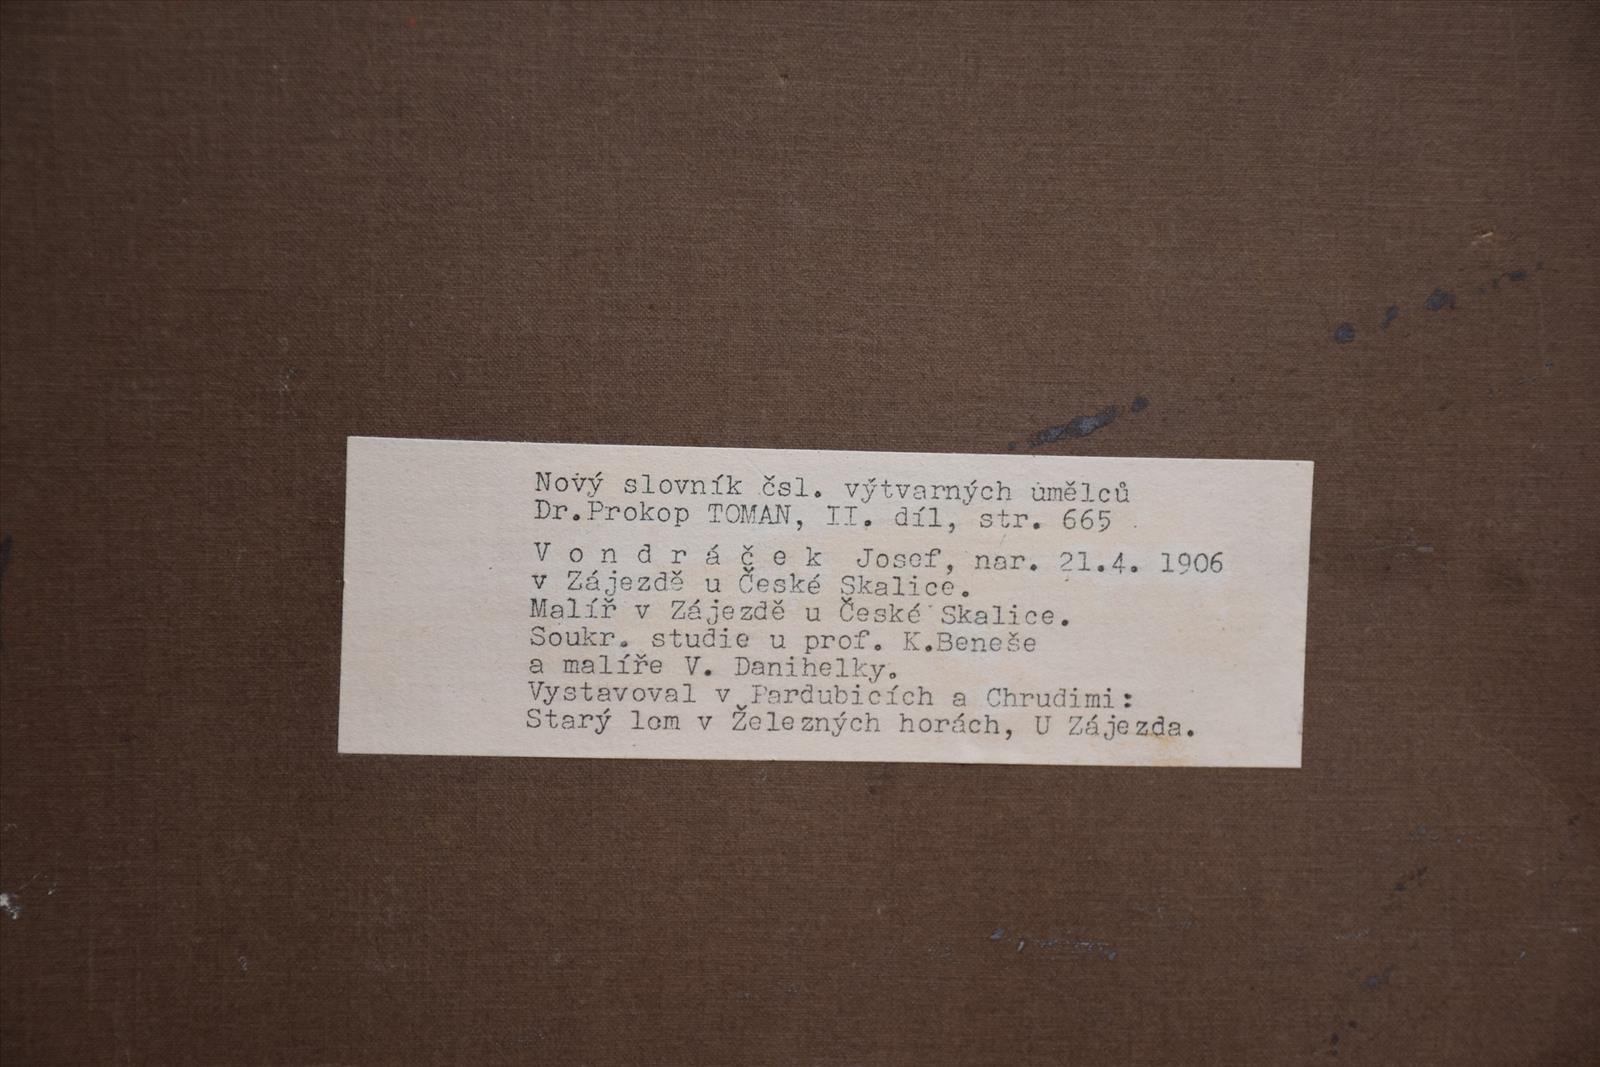 Nový slovník čsl. výtvarných umělců
Dr.Prokop TOMAN, II. díl, str. 665
V o n d r á č e k Josef, nar. 21.4. 1906
v Zájezdě u České Skalice.
Malíř v Zájezdě u České Skalice.
Soukr. studie u prof. K.Beneše
a malíře V. Danihelky.
Vystavoval v Pardubicích a Chrudimi:
Starý lom v Železných horách, U Zájezda.